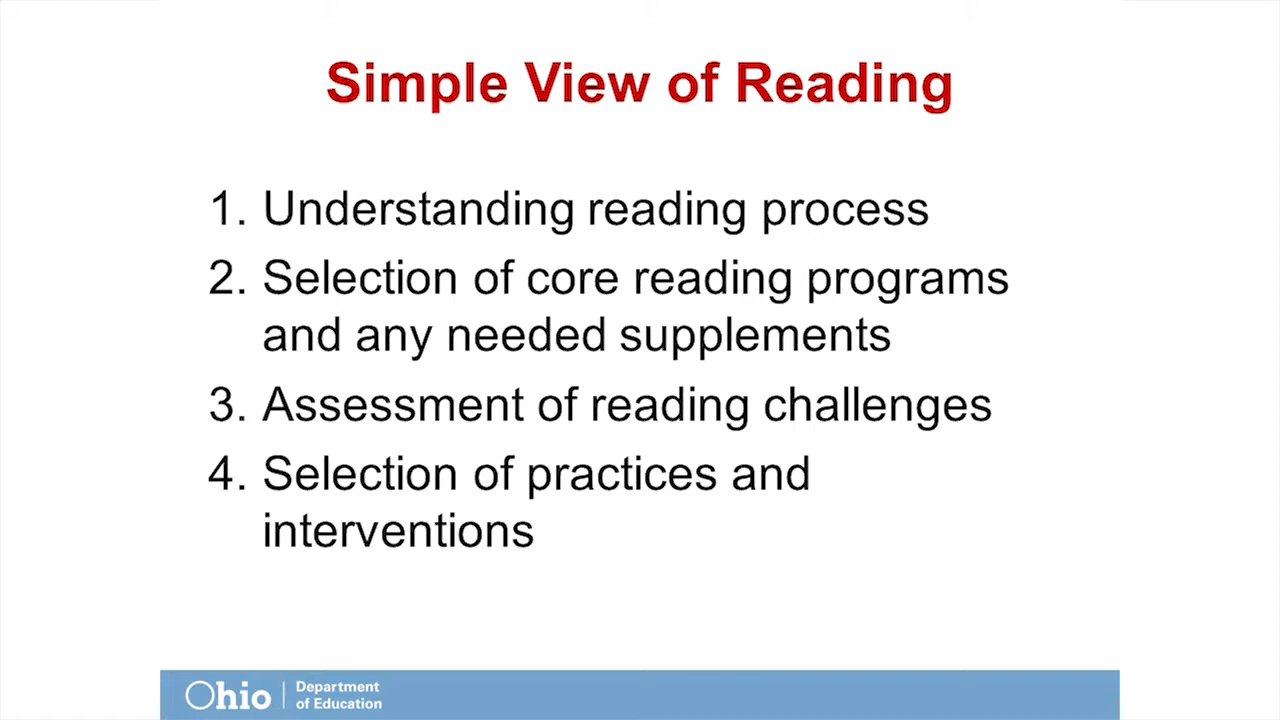 Simple View of Reading
1. Understanding reading process
2. Selection of core reading programs
and any needed supplements
3. Assessment of reading challenges
4. Selection of practices and
interventions
Ohio
Department
of Education